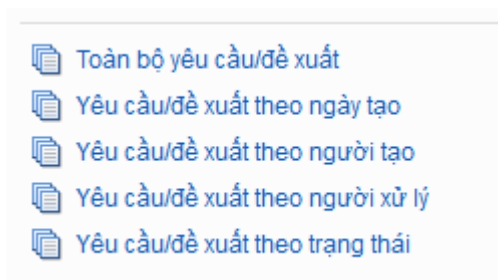 Toàn bộ yêu cầu/đề xuất
Yêu cầu/đề xuất theo ngày tạo
Yêu cầu/đề xuất theo người tạo
Yêu cầu/đề xuất theo người xử lý
Yêu cầu/đề xuất theo trạng thái